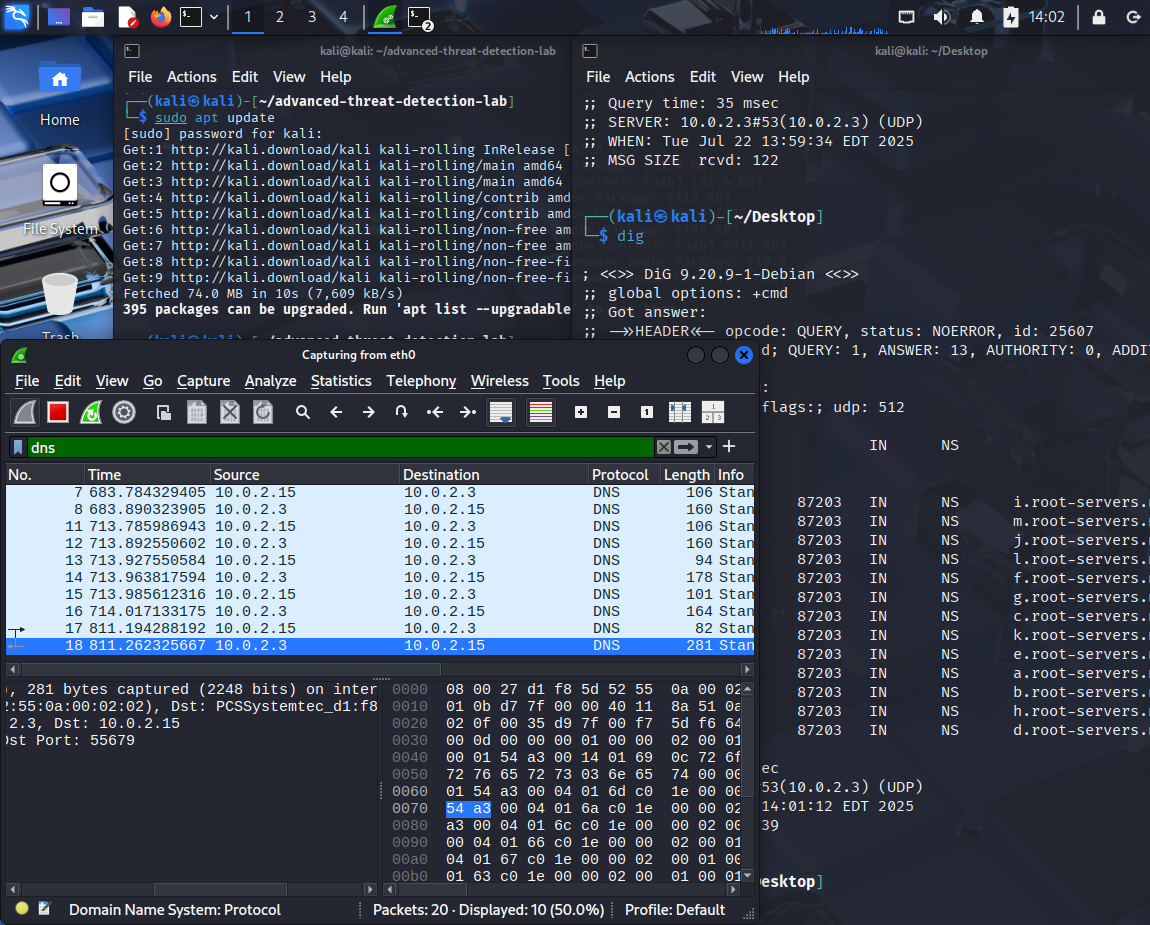 1 2 3 4 2 14:02
Home
File System
Trash
kali@kali: ~/advanced-threat-detection-lab
File Actions Edit View Help
┌──(kali㉿kali)-[~/advanced-threat-detection-lab]
└─$ sudo apt update
[sudo] password for kali:
Get:1 http://kali.download/kali kali-rolling InRelease [
Get:2 http://kali.download/kali kali-rolling/main amd64
Get:3 http://kali.download/kali kali-rolling/main amd64
Get:4 http://kali.download/kali kali-rolling/contrib amd
Get:5 http://kali.download/kali kali-rolling/contrib amd
Get:6 http://kali.download/kali kali-rolling/non-free am
Get:7 http://kali.download/kali kali-rolling/non-free am
Get:8 http://kali.download/kali kali-rolling/non-free-fi
Get:9 http://kali.download/kali kali-rolling/non-free-fi
Fetched 74.0 MB in 10s (7,609 kB/s)
395 packages can be upgraded. Run 'apt list --upgradable
kali@kali: ~/Desktop
File Actions Edit View Help
;; Query time: 35 msec
;; SERVER: 10.0.2.3#53(10.0.2.3) (UDP)
;; WHEN: Tue Jul 22 13:59:34 EDT 2025
;; MSG SIZE rcvd: 122
┌──(kali㉿kali)-[~/Desktop]
└─$ dig
; <<>> DiG 9.20.9-1-Debian <<>>
;; global options: +cmd
;; Got answer:
;; ->>HEADER<<- opcode: QUERY, status: NOERROR, id: 25607
d; QUERY: 1, ANSWER: 13, AUTHORITY: 0, ADDIT
:
flags:; udp: 512
IN NS
87203 IN NS i.root-servers.
87203 IN NS m.root-servers.
87203 IN NS j.root-servers.
87203 IN NS l.root-servers.
87203 IN NS f.root-servers.
87203 IN NS g.root-servers.
87203 IN NS c.root-servers.
87203 IN NS k.root-servers.
87203 IN NS e.root-servers.
87203 IN NS a.root-servers.
87203 IN NS b.root-servers.
87203 IN NS h.root-servers.
87203 IN NS d.root-servers.
ec
53(10.0.2.3) (UDP)
14:01:12 EDT 2025
39
esktop]
Capturing from eth0
File Edit View Go Capture Analyze Statistics Telephony Wireless Tools Help
dns
No. Time Source Destination Protocol Length Info
7 683.784329405 10.0.2.15 10.0.2.3 DNS 106 Stan
8 683.890323905 10.0.2.3 10.0.2.15 DNS 160 Stan
11 713.785986943 10.0.2.15 10.0.2.3 DNS 106 Stan
12 713.892550602 10.0.2.3 10.0.2.15 DNS 160 Stan
13 713.927550584 10.0.2.15 10.0.2.3 DNS 94 Stan
14 713.963817594 10.0.2.3 10.0.2.15 DNS 178 Stan
15 713.985612316 10.0.2.15 10.0.2.3 DNS 101 Stan
16 714.017133175 10.0.2.3 10.0.2.15 DNS 164 Stan
17 811.194288192 10.0.2.15 10.0.2.3 DNS 82 Stan
18 811.262325667 10.0.2.3 10.0.2.15 DNS 281 Stan
), 281 bytes captured (2248 bits) on inter
2:55:0a:00:02:02), Dst: PCSSystemtec_d1:f8
2.3, Dst: 10.0.2.15
Dst Port: 55679
0000 08 00 27 d1 f8 5d 52 55 0a 00 02
0010 01 0b d7 7f 00 00 40 11 8a 51 0a
0020 02 0f 00 35 d9 7f 00 f7 5d f6 64
0030 00 0d 00 00 00 01 00 00 02 00 01
0040 00 01 54 a3 00 14 01 69 0c 72 6f
0050 72 76 65 72 73 03 6e 65 74 00 00
0060 01 54 a3 00 04 01 6d c0 1e 00 00
0070 54 a3 00 04 01 6a c0 1e 00 00 02
0080 a3 00 04 01 6c c0 1e 00 00 02 00
0090 00 04 01 66 c0 1e 00 00 02 00 01
00a0 04 01 67 c0 1e 00 00 02 00 01 00
00b0 01 63 c0 1e 00 00 02 00 01 00 01
Domain Name System: Protocol
Packets: 20 · Displayed: 10 (50.0%)
Profile: Default